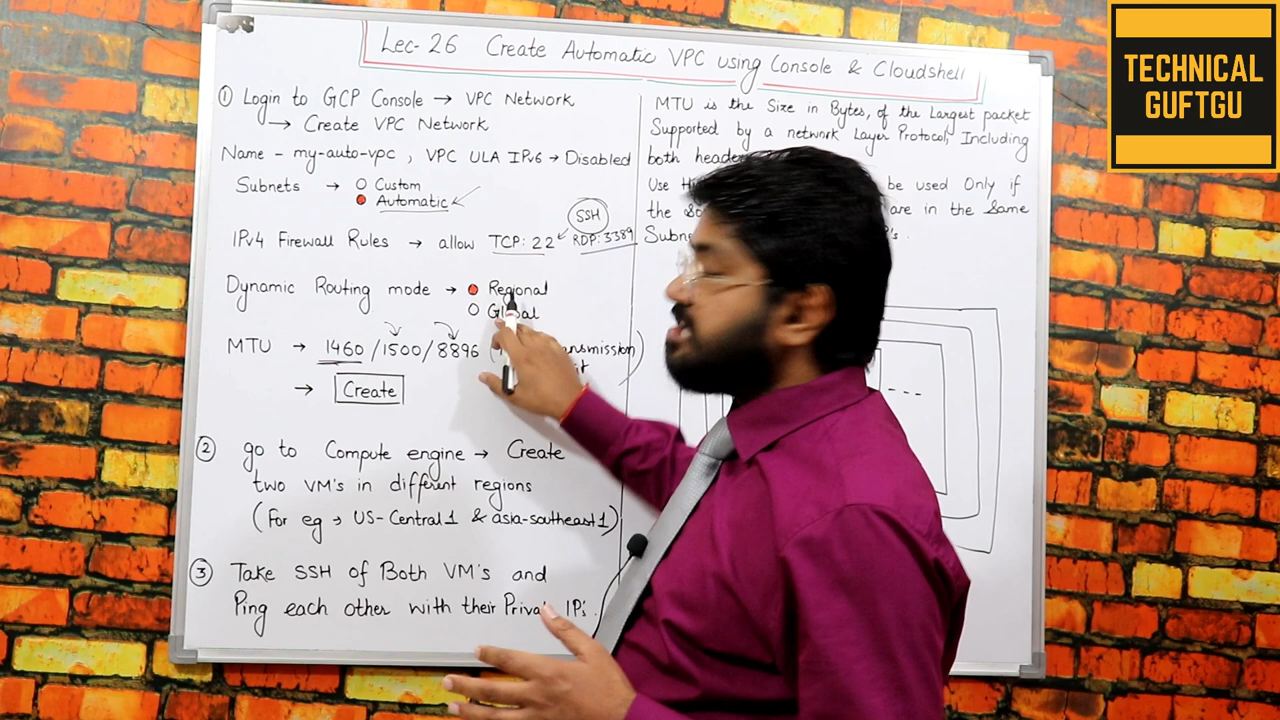 Lec-26 Create Automatic VPC using Console & Cloudshell
① Login to GCP Console → VPC Network
→ Create VPC Network
Name - my-auto-vpc, VPC ULA IPv6 → Disabled
Subnets → ○ Custom
● Automatic
SSH
IPv4 Firewall Rules → allow TCP: 22 RDP: 3389
Dynamic Routing mode → ● Regional
○ Global
MTU → 1460 / 1500 / 8896
→ Create
② go to Compute engine → Create
two VM's in different regions
(For eg → US-Central1 & asia-southeast1)
③ Take SSH of Both VM's and
Ping each other with their Private IP's.
MTU is the Size in Bytes, of the Largest packet
Supported by a network Layer Protocol, Including
both
Use be used Only if
the are in the Same
TECHNICAL
GUFTGU